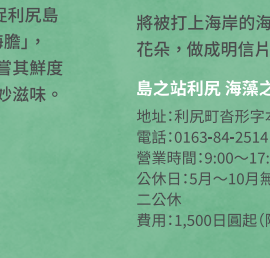 捉利尻島
海膽」，
嘗其鮮度
妙滋味。
將被打上海岸的海
花朵，做成明信片
島之站利尻 海藻之
地址：利尻町沓形字本
電話：0163-84-2514
營業時間：9:00～17:
公休日：5月～10月無
二公休
費用：1,500日圓起（